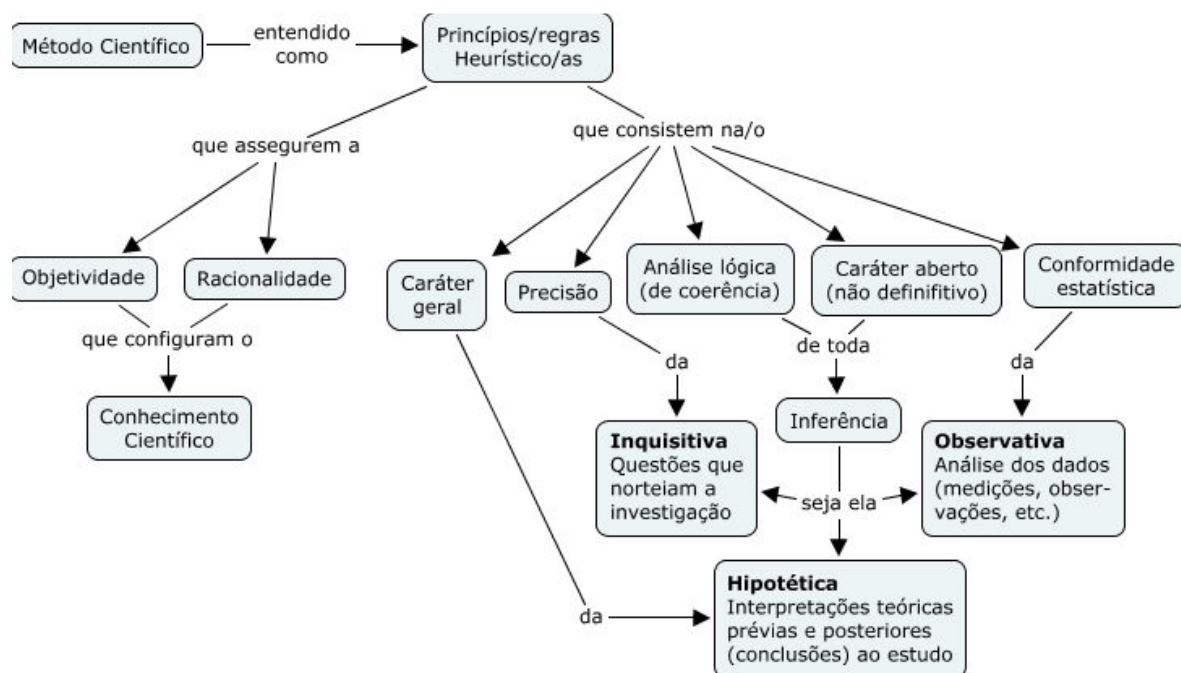 Método Científico
entendido
como
Princípios/regras
Heurístico/as
que assegurem a
que consistem na/o
Objetividade
Racionalidade
Caráter
geral
Precisão
Análise lógica
(de coerência)
Caráter aberto
(não definifitivo)
Conformidade
estatística
que configuram o
Conhecimento
Científico
da
de toda
da
Inferência
Inquisitiva
Questões que
norteiam a
investigação
seja ela
Observativa
Análise dos dados
(medições, obser-
vações, etc.)
da
Hipotética
Interpretações teóricas
prévias e posteriores
(conclusões) ao estudo